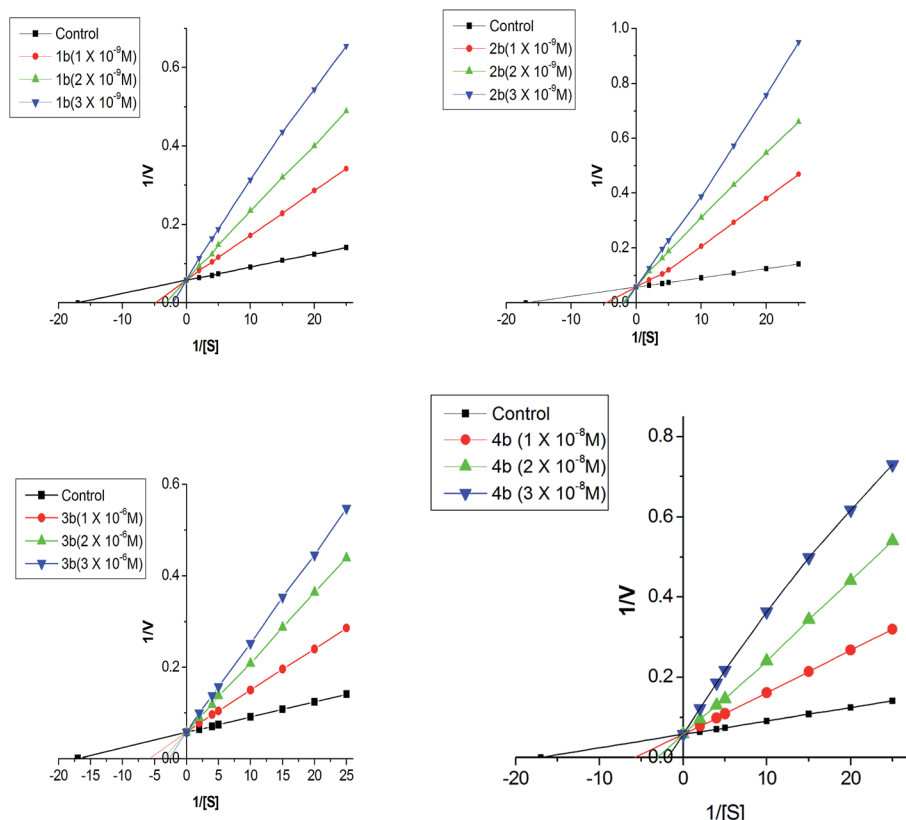 Control
1b(1 X 10⁻⁹M)
1b(2 X 10⁻⁹M)
1b(3 X 10⁻⁹M)
1/V
0.6
0.4
0.2
0.0
-20 -10 0 10 20
1/[S]
Control
2b(1 X 10⁻⁹M)
2b(2 X 10⁻⁹M)
2b(3 X 10⁻⁹M)
1/V
1.0
0.8
0.6
0.4
0.2
0.0
-20 -15 -10 -5 0 5 10 15 20 25
1/[S]
Control
3b(1 X 10⁻⁶M)
3b(2 X 10⁻⁶M)
3b(3 X 10⁻⁶M)
1/V
0.6
0.4
0.2
0.0
-20 -15 -10 -5 0 5 10 15 20 25
1/[S]
Control
4b (1 X 10⁻⁸M)
4b (2 X 10⁻⁸M)
4b (3 X 10⁻⁸M)
1/V
0.8
0.6
0.4
0.2
0.0
-20 -10 0 10 20
1/[S]